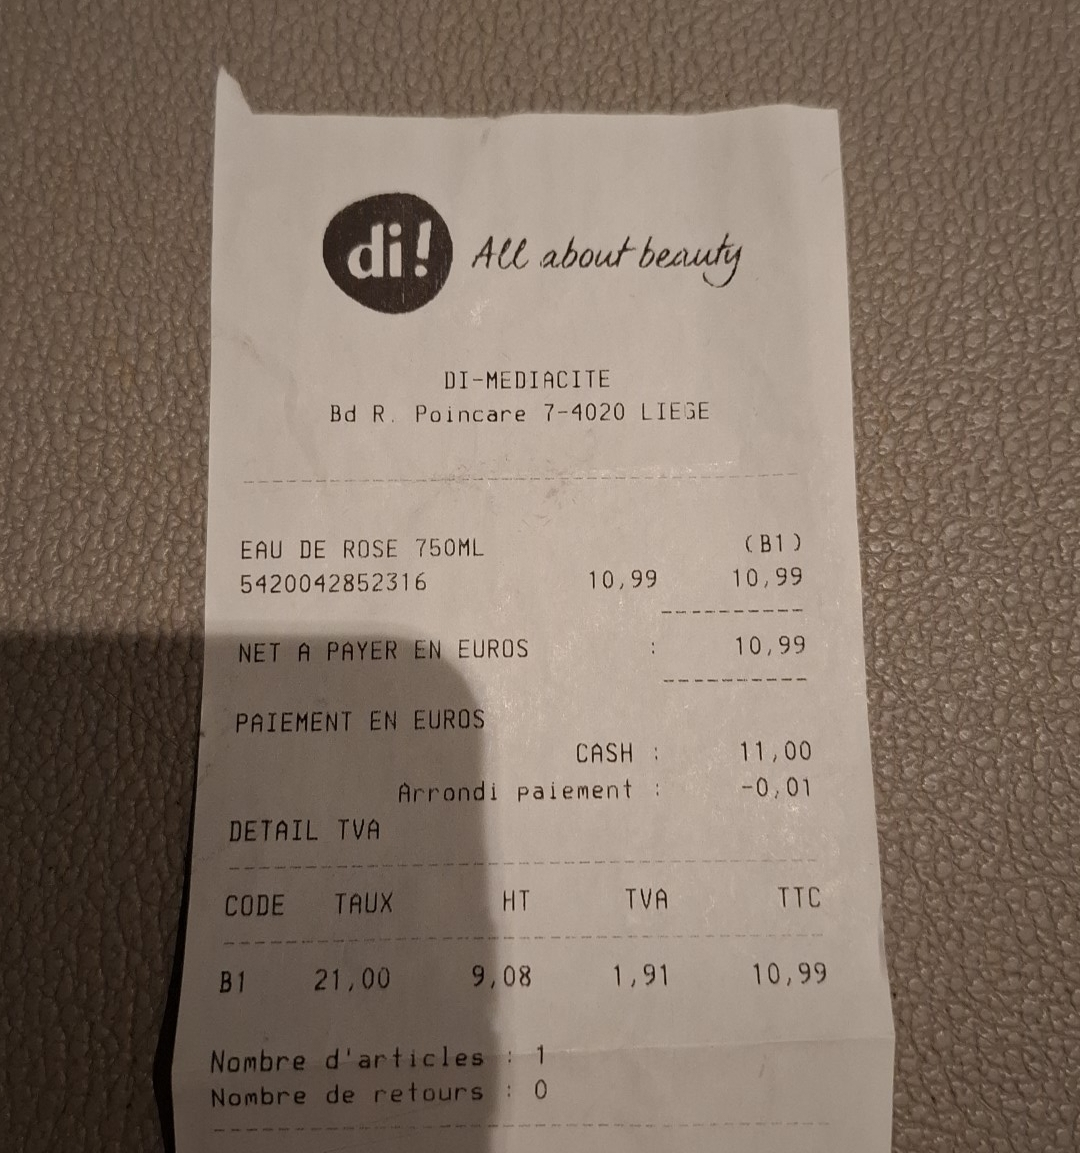 di! All about beauty
DI-MEDIACITE
Bd R. Poincare 7-4020 LIEGE
EAU DE ROSE 750ML (B1)
5420042852316 10,99 10,99
NET A PAYER EN EUROS : 10,99
PAIEMENT EN EUROS
CASH : 11,00
Arrondi paiement : -0,01
DETAIL TVA
CODE TAUX HT TVA TTC
B1 21,00 9,08 1,91 10,99
Nombre d'articles : 1
Nombre de retours : 0